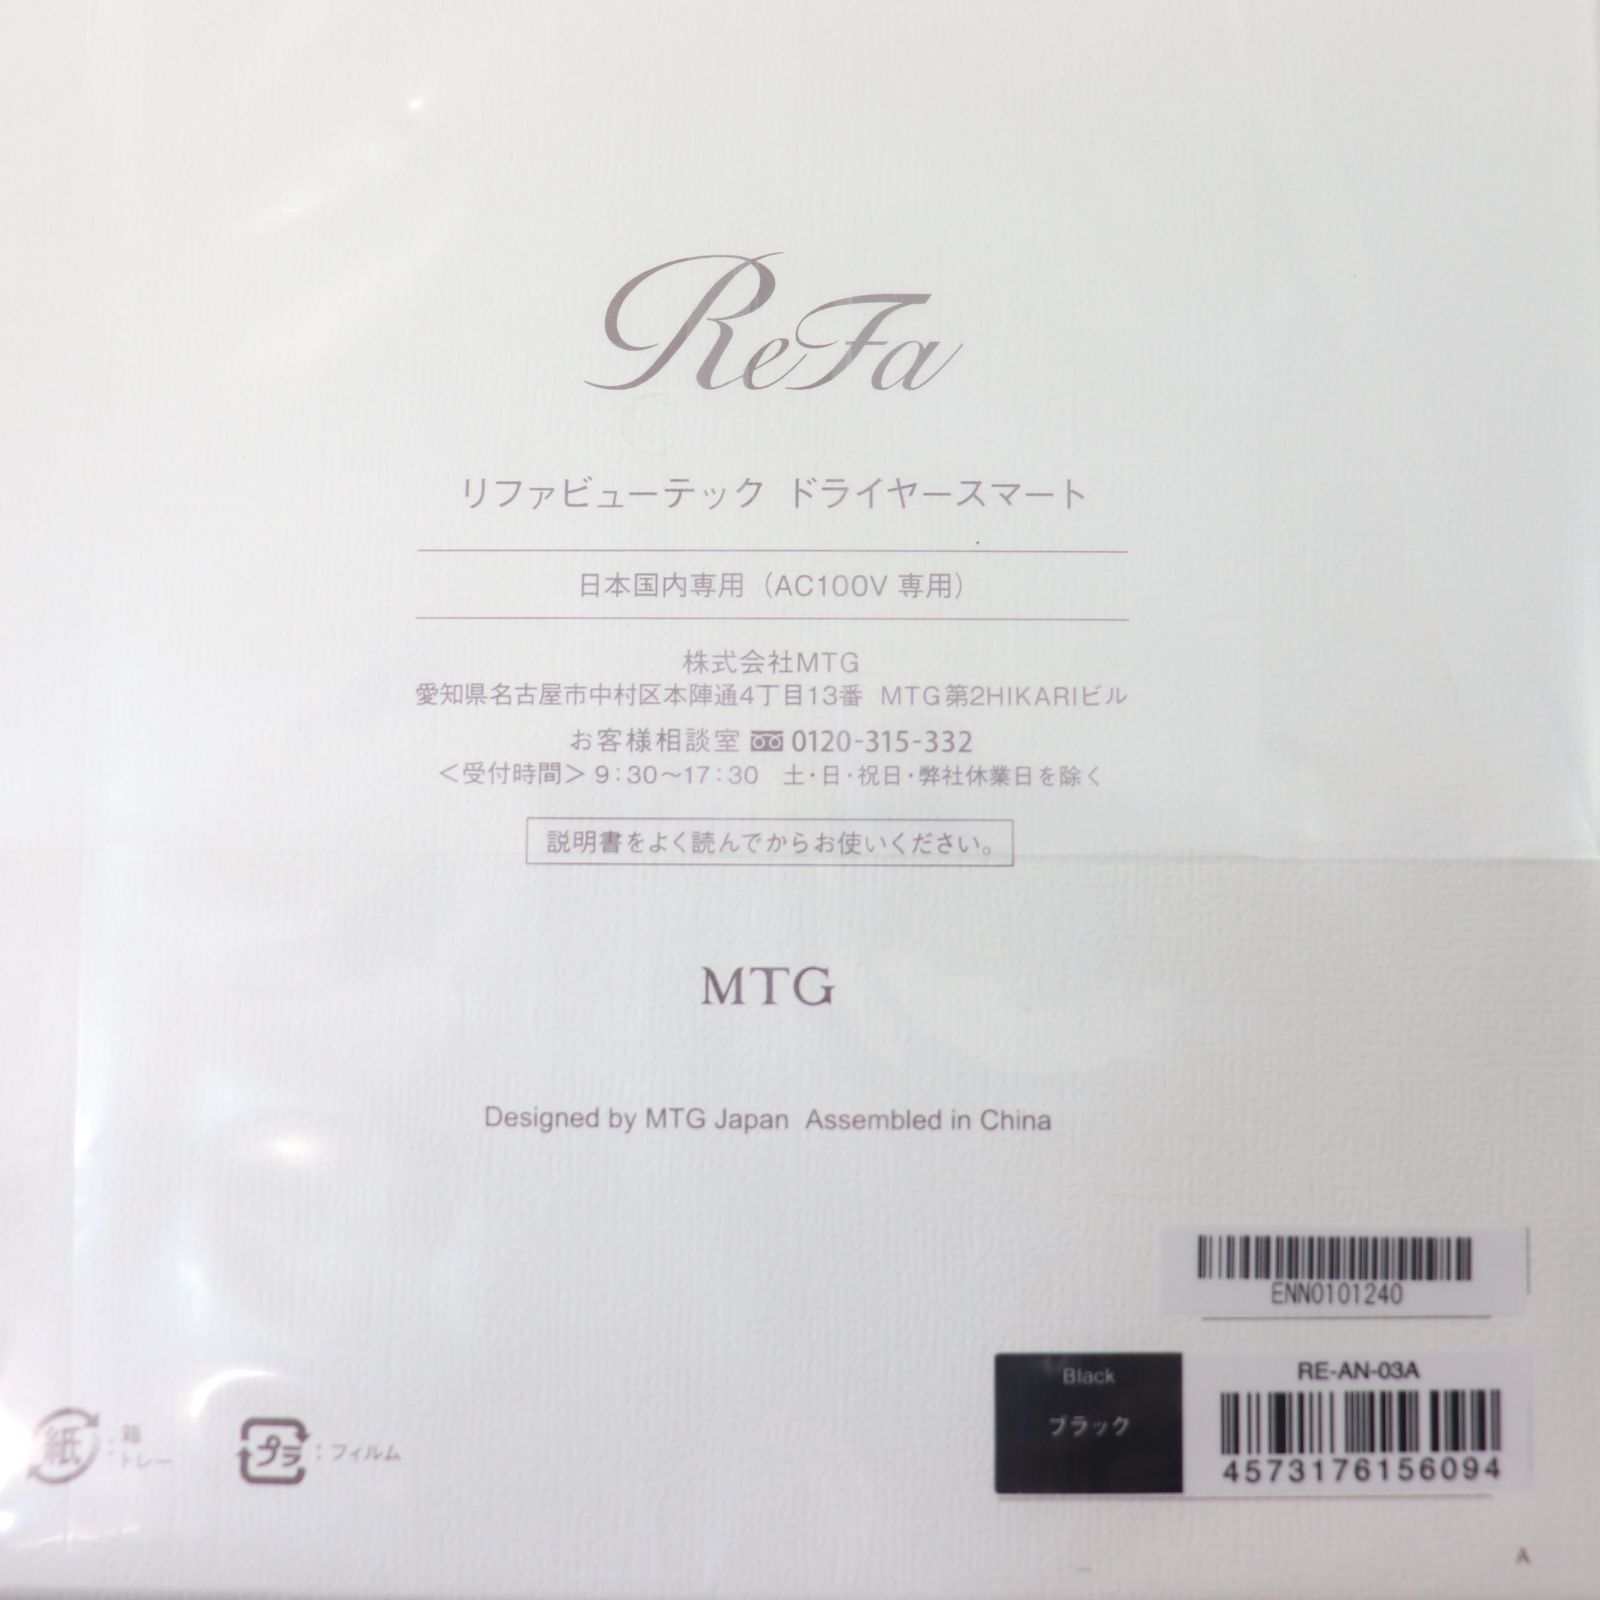 ReFa
リファビューテック ドライヤースマート
日本国内専用（AC100V 専用）
株式会社MTG
愛知県名古屋市中村区本陣通4丁目13番 MTG第2HIKARIビル
お客様相談室 0120-315-332
＜受付時間＞9:30～17:30 土・日・祝日・弊社休業日を除く
説明書をよく読んでからお使いください。
MTG
Designed by MTG Japan Assembled in China
ENN0101240
Black
ブラック
RE-AN-03A
4573176156094
紙 : 箱
トレー
プラ : フィルム
A